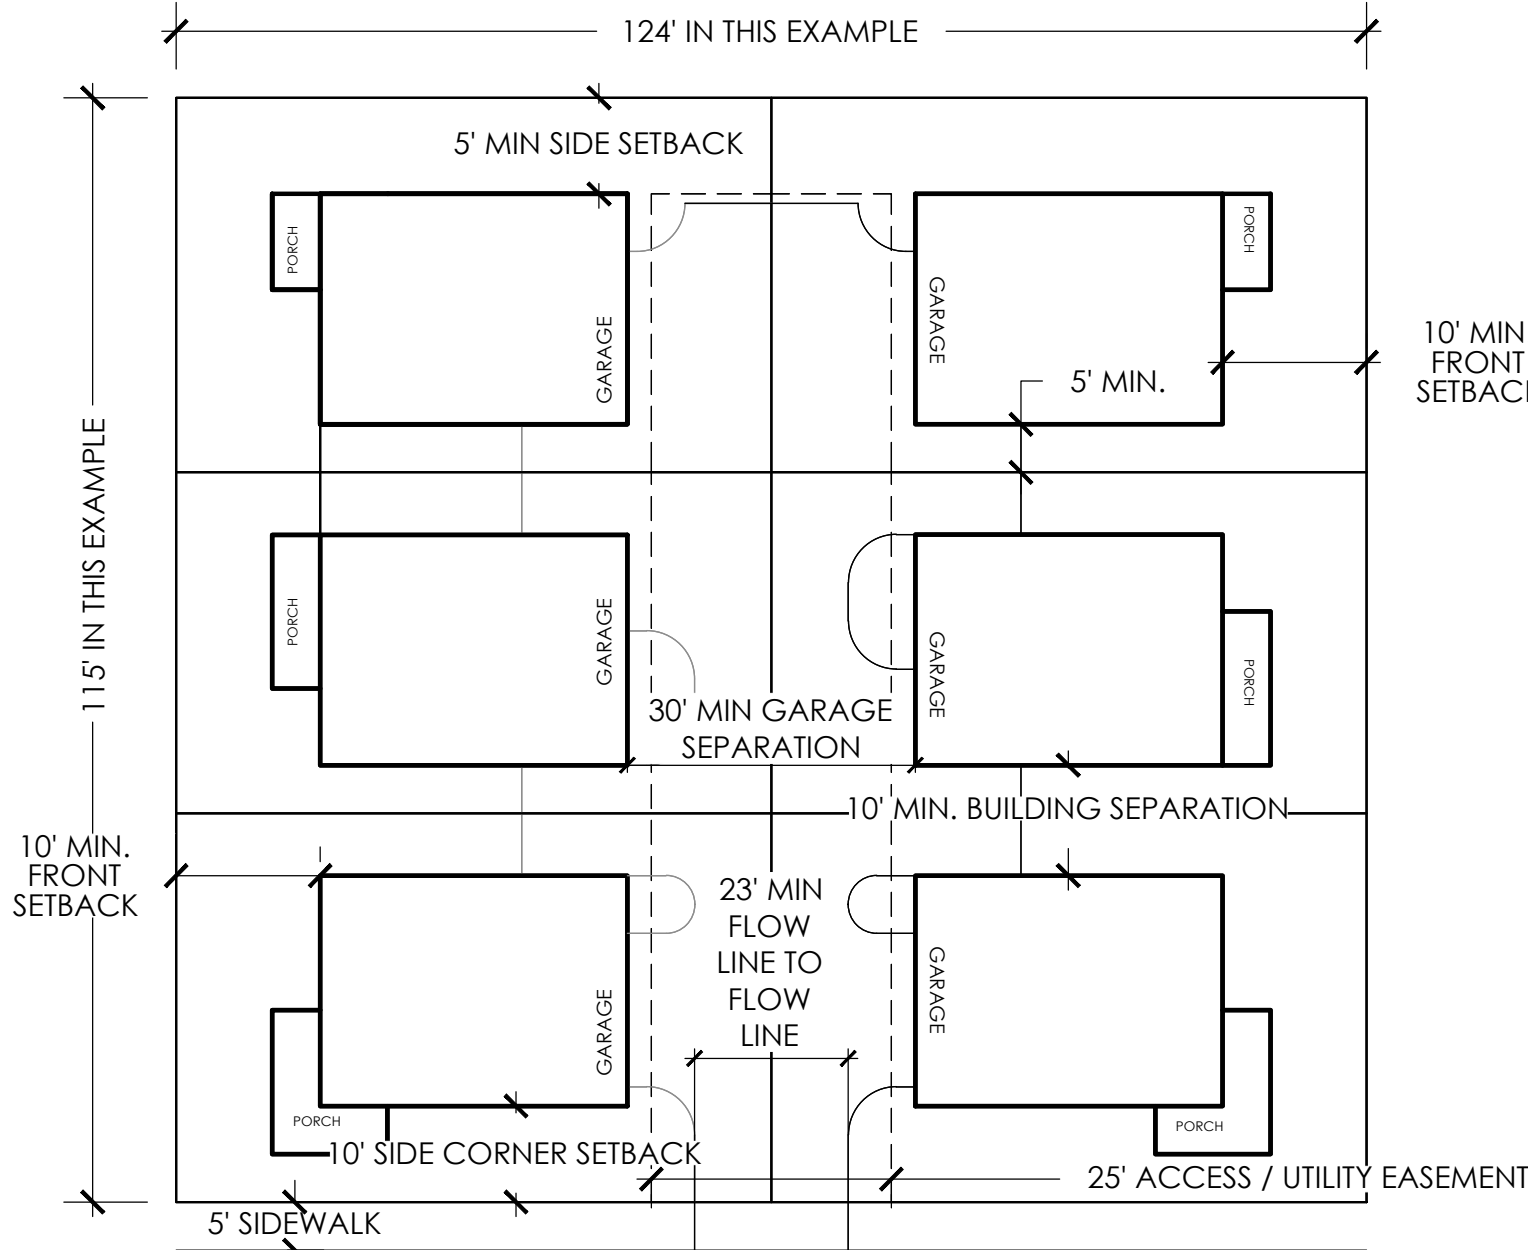 124' IN THIS EXAMPLE
5' MIN SIDE SETBACK
PORCH
GARAGE
GARAGE
PORCH
10' MIN
FRONT
SETBACK
5' MIN.
115' IN THIS EXAMPLE
PORCH
GARAGE
GARAGE
PORCH
30' MIN GARAGE
SEPARATION
10' MIN. BUILDING SEPARATION
10' MIN.
FRONT
SETBACK
23' MIN
FLOW
LINE TO
FLOW
LINE
GARAGE
GARAGE
PORCH
PORCH
10' SIDE CORNER SETBACK
25' ACCESS / UTILITY EASEMENT
5' SIDEWALK